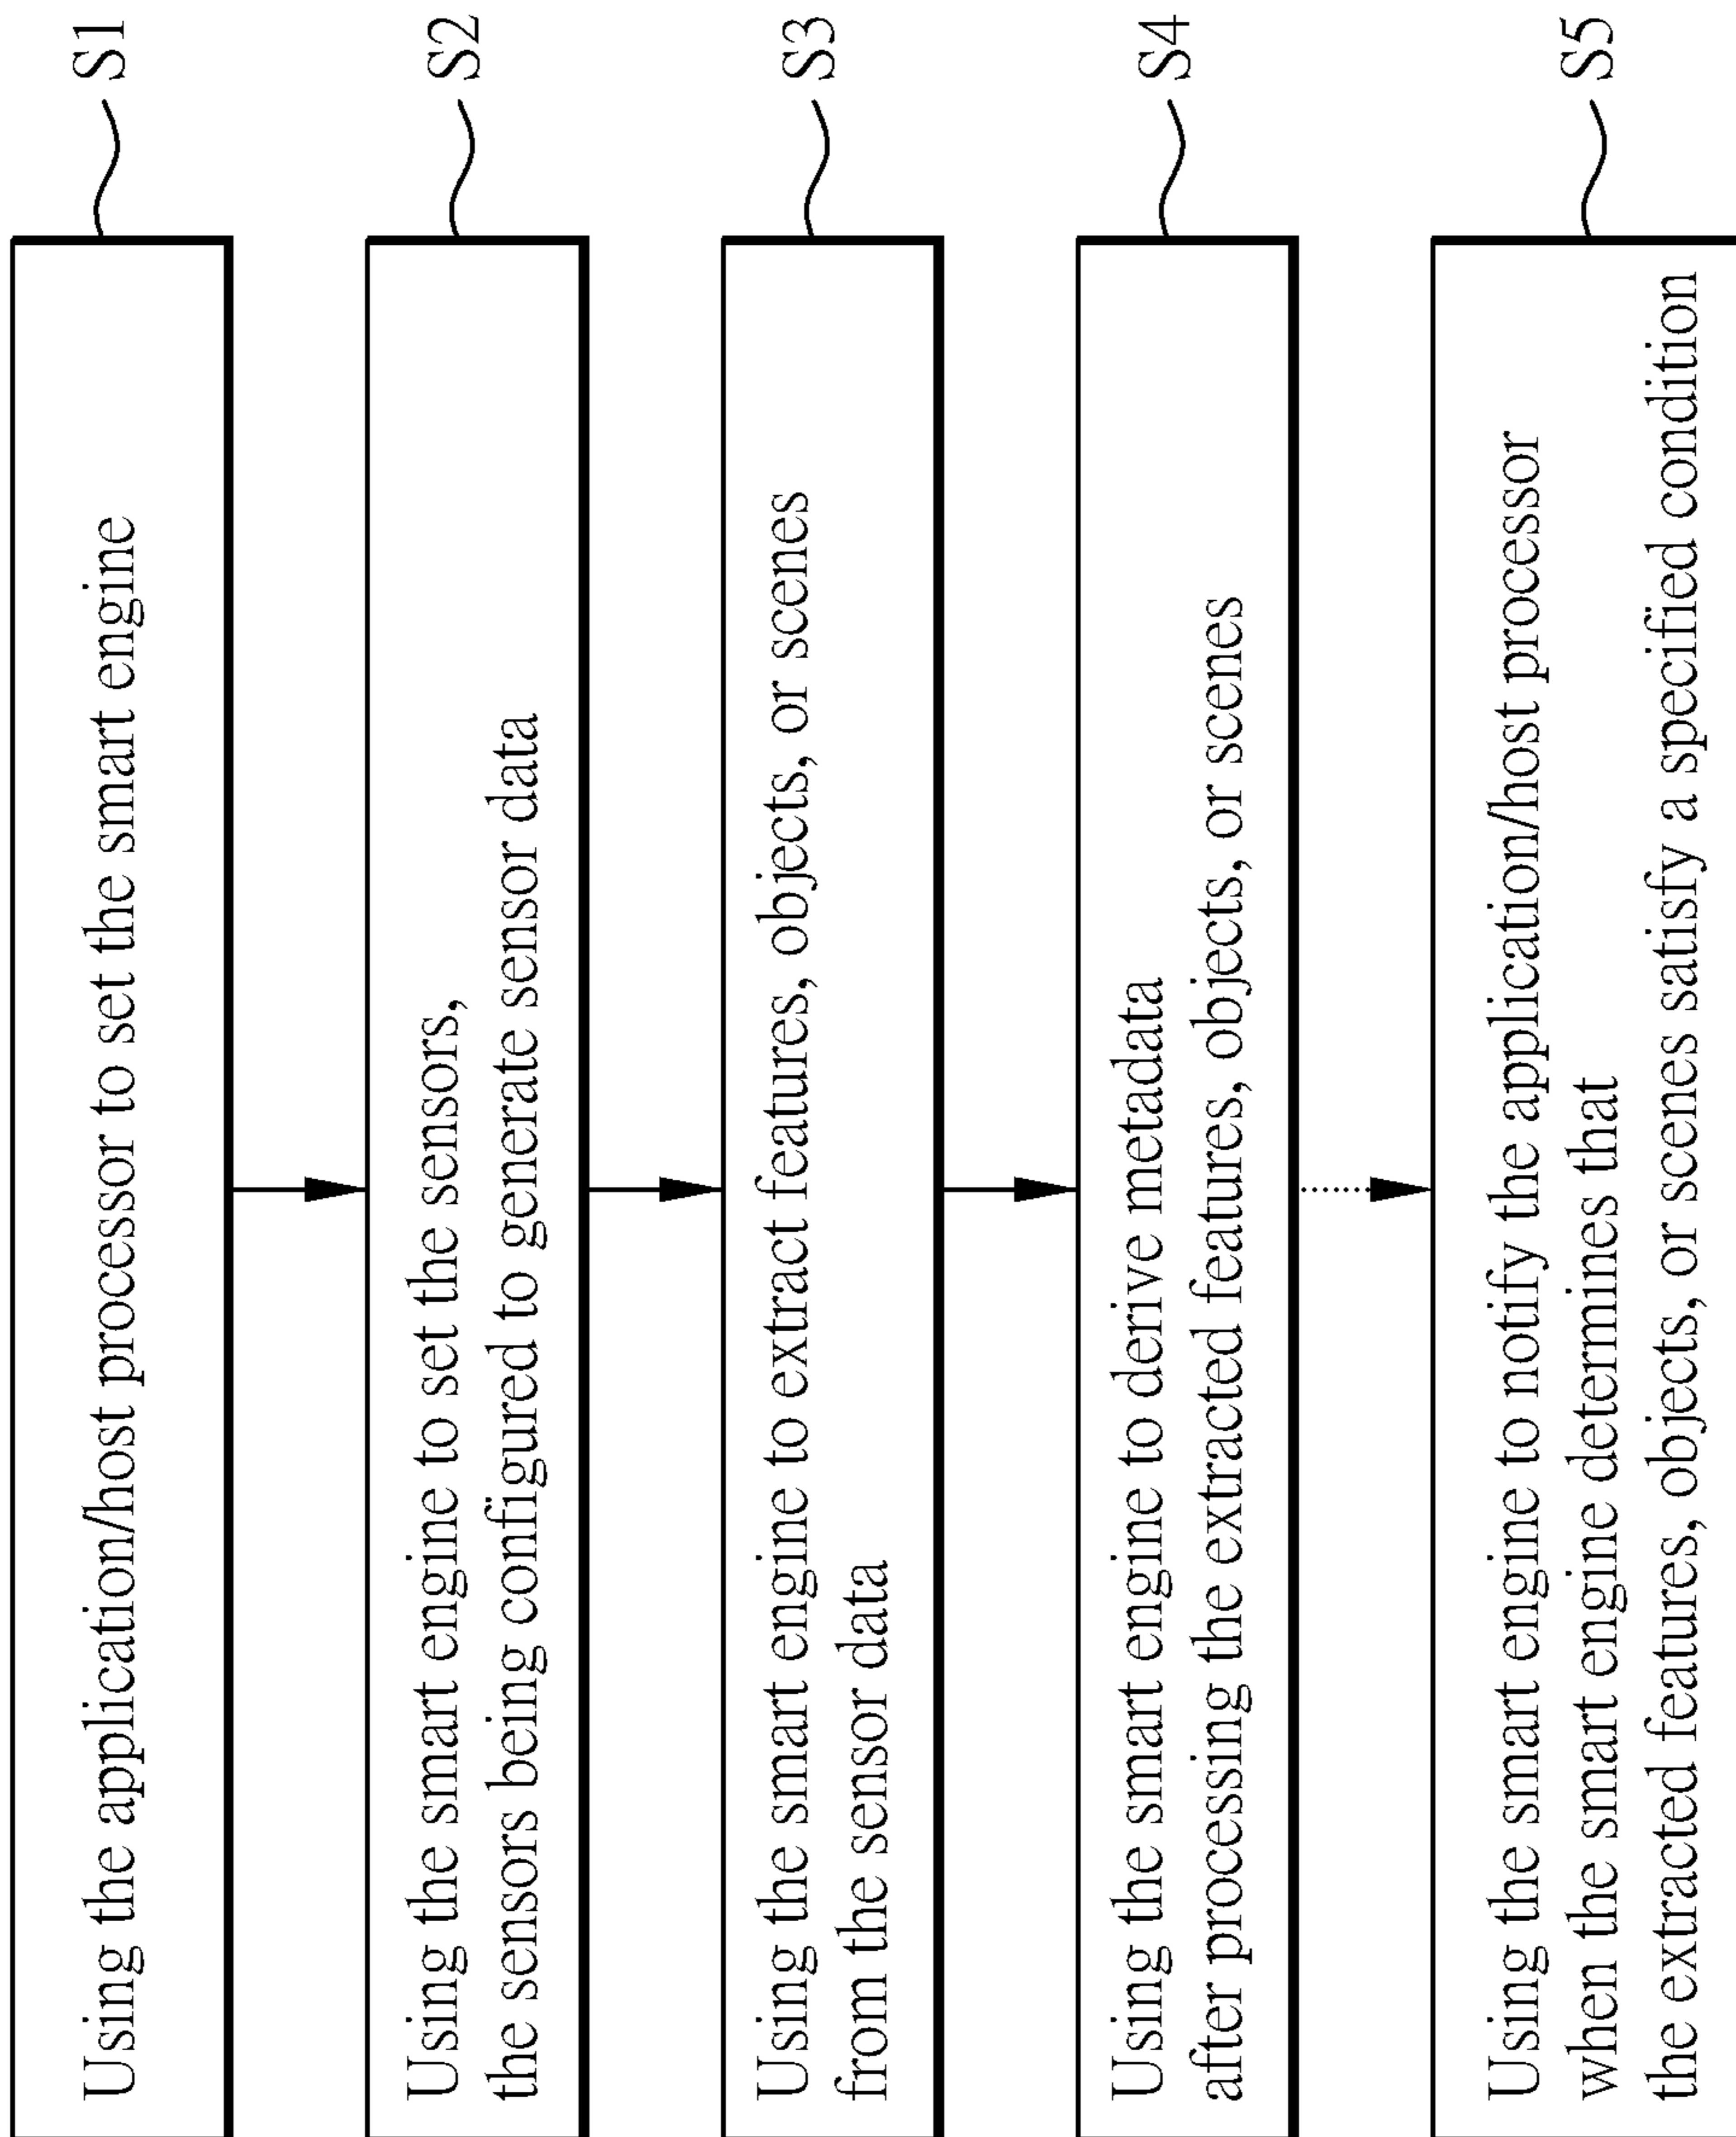 Using the application/host processor to set the smart engine
S1
Using the smart engine to set the sensors,
the sensors being configured to generate sensor data
S2
Using the smart engine to extract features, objects, or scenes
from the sensor data
S3
Using the smart engine to derive metadata
after processing the extracted features, objects, or scenes
S4
Using the smart engine to notify the application/host processor
when the smart engine determines that
the extracted features, objects, or scenes satisfy a specified condition
S5